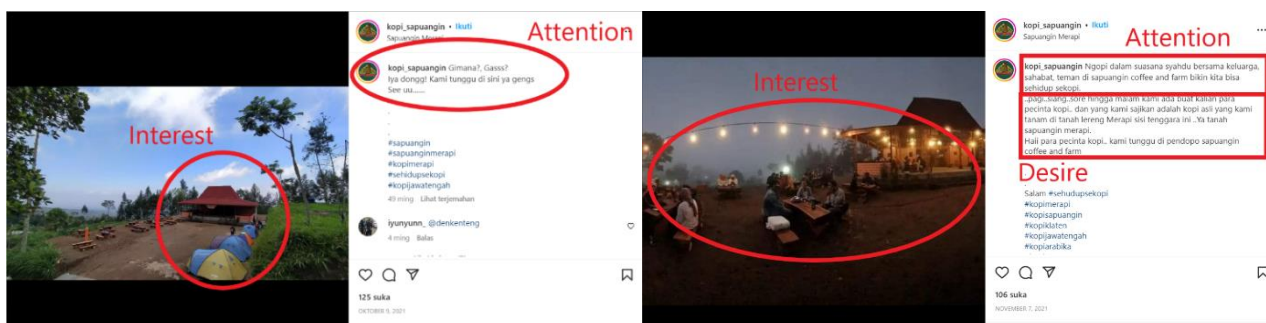 kopi_sapuangin • Ikuti
Sapuangin Merapi
Attention
kopi_sapuangin Gimana?, Gasss?
Iya dongg! Kami tunggu di sini ya gengs
See uu......
.
.
.
#sapuangin
#sapuanginmerapi
#kopimerapi
#sehidupsekopi
#kopijawatengah
49 ming Lihat terjemahan
iyunyunn_ @denkenteng
4 ming Balas
125 suka
OKTOBER 9, 2021
Interest
Interest
kopi_sapuangin • Ikuti
Sapuangin Merapi
Attention
...
kopi_sapuangin Ngopi dalam suasana syahdu bersama keluarga,
sahabat, teman di sapuangin coffee and farm bikin kita bisa
sehidup sekopi.
..pagi..siang..sore hingga malam kami ada buat kalian para
pecinta kopi.. dan yang kami sajikan adalah kopi asli yang kami
tanam di tanah lereng Merapi sisi tenggara ini ..Ya tanah
sapuangin merapi.
Haii para pecinta kopi.. kami tunggu di pendopo sapuangin
coffee and farm
Desire
Salam #sehudupsekopi
#kopimerapi
#kopisapuangin
#kopiklaten
#kopijawatengah
#kopiarabika
106 suka
NOVEMBER 7, 2021